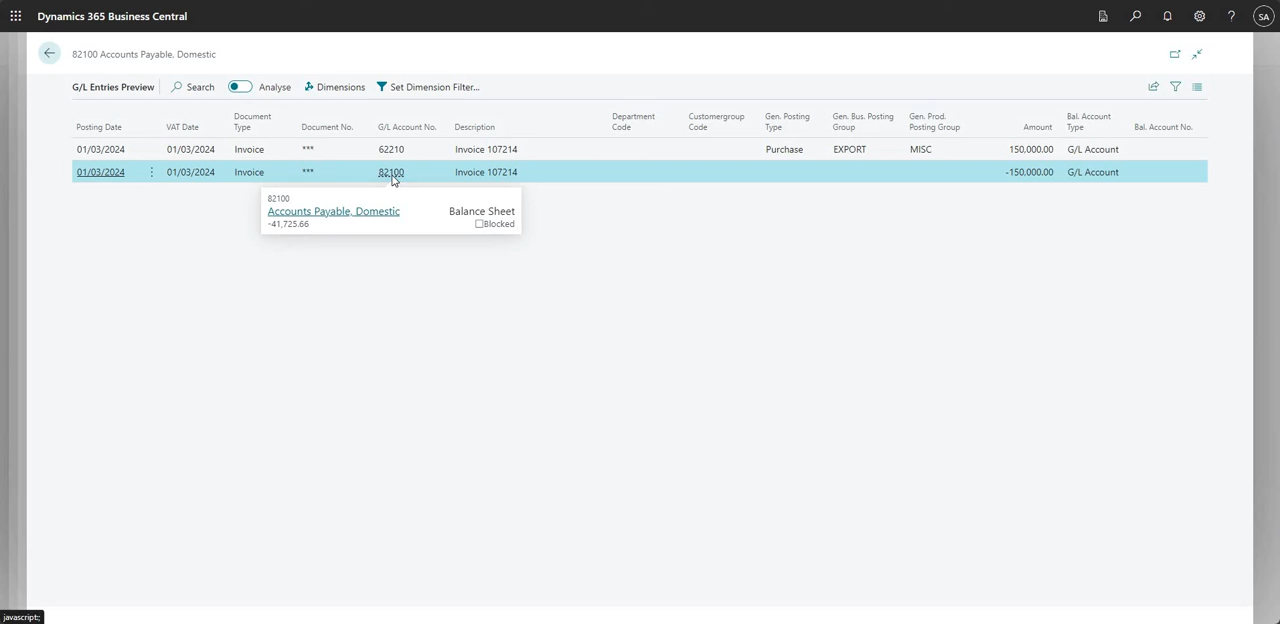 Dynamics 365 Business Central
SA
82100 Accounts Payable, Domestic
G/L Entries Preview Search Analyse Dimensions Set Dimension Filter...
Posting Date VAT Date Document Type Document No. G/L Account No. Description Department Code Customergroup Code Gen. Posting Type Gen. Bus. Posting Group Gen. Prod. Posting Group Amount Bal. Account Type Bal. Account No.
01/03/2024 01/03/2024 Invoice *** 62210 Invoice 107214 Purchase EXPORT MISC 150,000.00 G/L Account
01/03/2024 01/03/2024 Invoice *** 82100 Invoice 107214 -150,000.00 G/L Account
82100
Accounts Payable, Domestic Balance Sheet
-41,725.66 Blocked
javascript:;